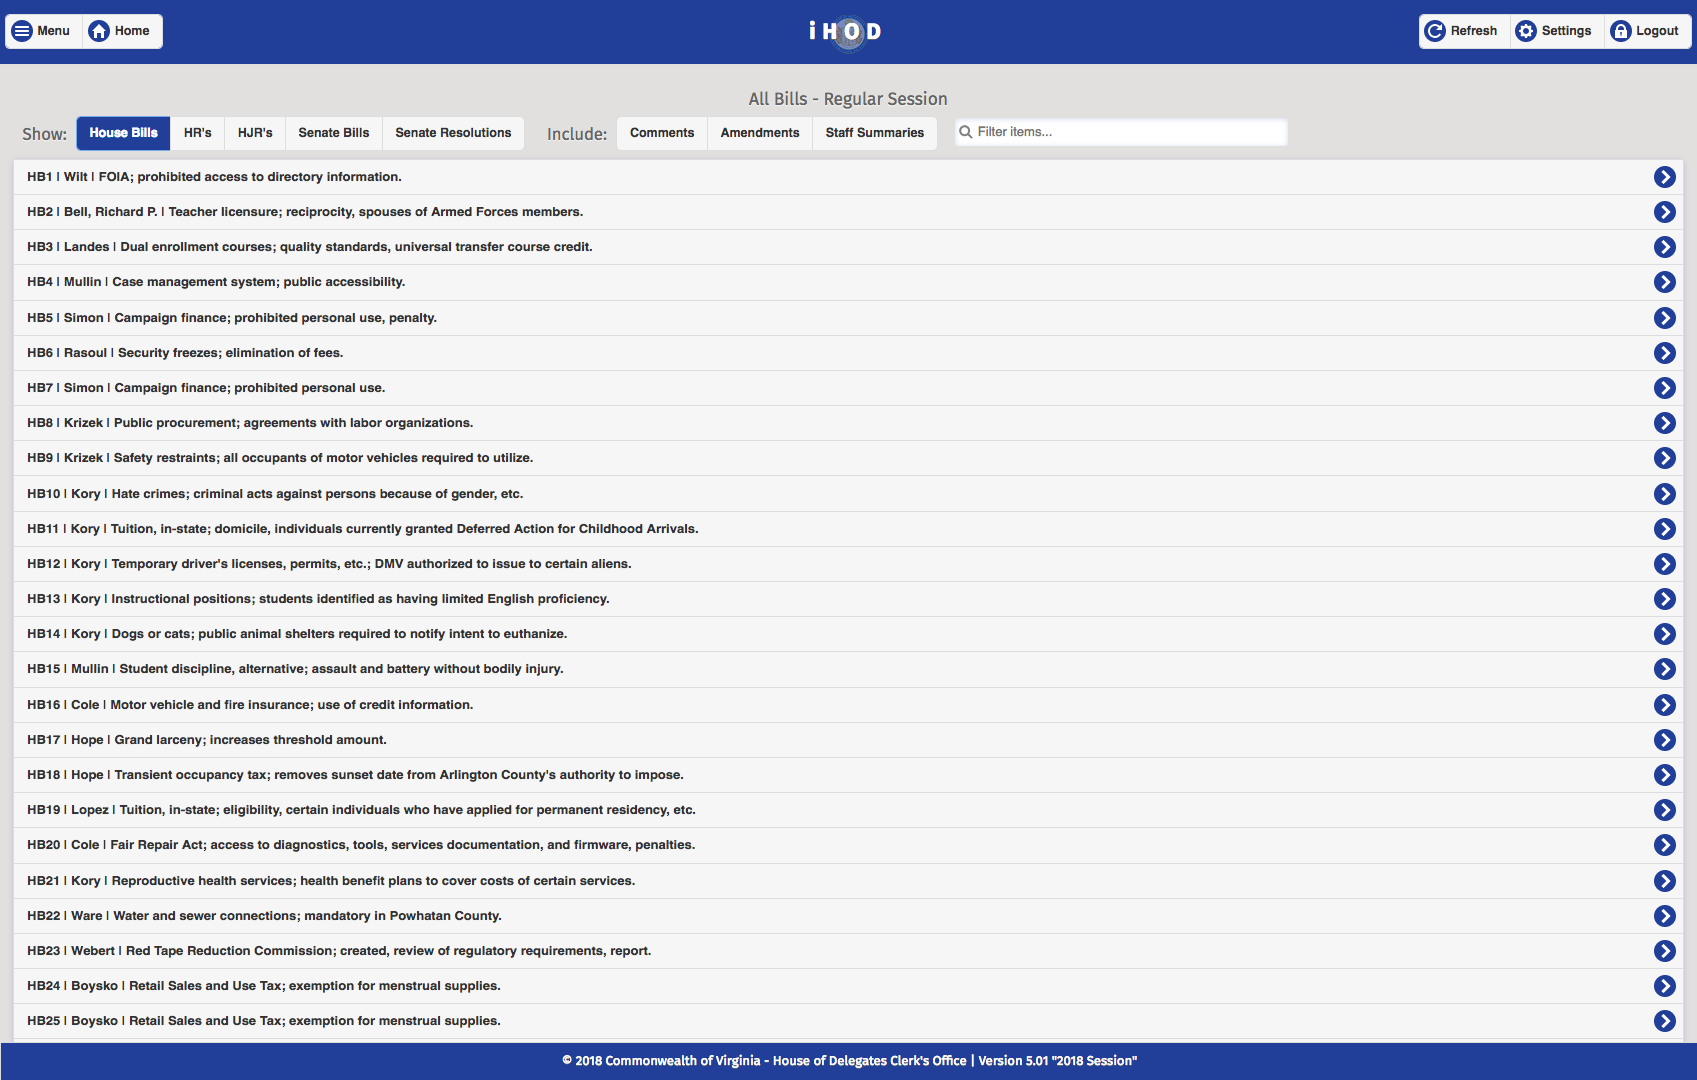 Menu Home i HOD Refresh Settings Logout
All Bills - Regular Session
Show: House Bills HR's HJR's Senate Bills Senate Resolutions Include: Comments Amendments Staff Summaries Filter items...
HB1 | Wilt | FOIA; prohibited access to directory information.
HB2 | Bell, Richard P. | Teacher licensure; reciprocity, spouses of Armed Forces members.
HB3 | Landes | Dual enrollment courses; quality standards, universal transfer course credit.
HB4 | Mullin | Case management system; public accessibility.
HB5 | Simon | Campaign finance; prohibited personal use, penalty.
HB6 | Rasoul | Security freezes; elimination of fees.
HB7 | Simon | Campaign finance; prohibited personal use.
HB8 | Krizek | Public procurement; agreements with labor organizations.
HB9 | Krizek | Safety restraints; all occupants of motor vehicles required to utilize.
HB10 | Kory | Hate crimes; criminal acts against persons because of gender, etc.
HB11 | Kory | Tuition, in-state; domicile, individuals currently granted Deferred Action for Childhood Arrivals.
HB12 | Kory | Temporary driver's licenses, permits, etc.; DMV authorized to issue to certain aliens.
HB13 | Kory | Instructional positions; students identified as having limited English proficiency.
HB14 | Kory | Dogs or cats; public animal shelters required to notify intent to euthanize.
HB15 | Mullin | Student discipline, alternative; assault and battery without bodily injury.
HB16 | Cole | Motor vehicle and fire insurance; use of credit information.
HB17 | Hope | Grand larceny; increases threshold amount.
HB18 | Hope | Transient occupancy tax; removes sunset date from Arlington County's authority to impose.
HB19 | Lopez | Tuition, in-state; eligibility, certain individuals who have applied for permanent residency, etc.
HB20 | Cole | Fair Repair Act; access to diagnostics, tools, services documentation, and firmware, penalties.
HB21 | Kory | Reproductive health services; health benefit plans to cover costs of certain services.
HB22 | Ware | Water and sewer connections; mandatory in Powhatan County.
HB23 | Webert | Red Tape Reduction Commission; created, review of regulatory requirements, report.
HB24 | Boysko | Retail Sales and Use Tax; exemption for menstrual supplies.
HB25 | Boysko | Retail Sales and Use Tax; exemption for menstrual supplies.
© 2018 Commonwealth of Virginia - House of Delegates Clerk's Office | Version 5.01 "2018 Session"